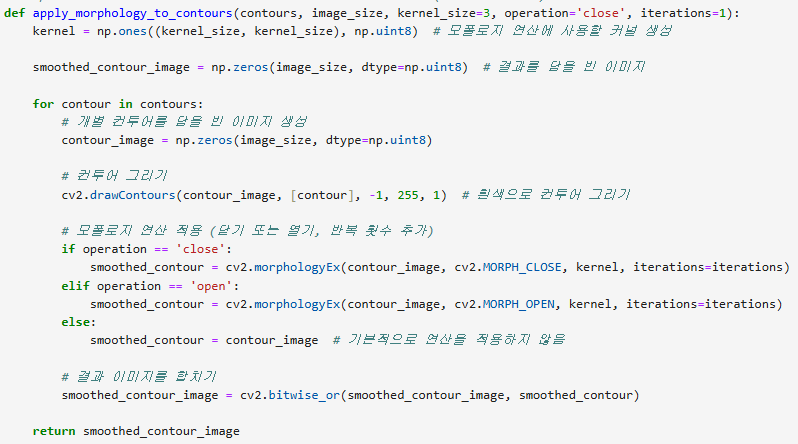 def apply_morphology_to_contours(contours, image_size, kernel_size=3, operation='close', iterations=1):
kernel = np.ones((kernel_size, kernel_size), np.uint8)  # 모폴로지 연산에 사용할 커널 생성
smoothed_contour_image = np.zeros(image_size, dtype=np.uint8)  # 결과를 담을 빈 이미지
for contour in contours:
# 개별 컨투어를 담을 빈 이미지 생성
contour_image = np.zeros(image_size, dtype=np.uint8)
# 컨투어 그리기
cv2.drawContours(contour_image, [contour], -1, 255, 1)  # 흰색으로 컨투어 그리기
# 모폴로지 연산 적용 (닫기 또는 열기, 반복 횟수 추가)
if operation == 'close':
smoothed_contour = cv2.morphologyEx(contour_image, cv2.MORPH_CLOSE, kernel, iterations=iterations)
elif operation == 'open':
smoothed_contour = cv2.morphologyEx(contour_image, cv2.MORPH_OPEN, kernel, iterations=iterations)
else:
smoothed_contour = contour_image  # 기본적으로 연산을 적용하지 않음
# 결과 이미지를 합치기
smoothed_contour_image = cv2.bitwise_or(smoothed_contour_image, smoothed_contour)
return smoothed_contour_image